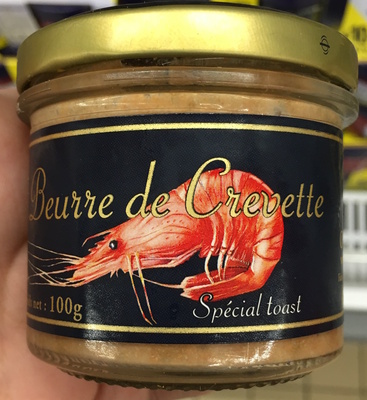 Beurre de Crevette
net : 100g
Spécial toast